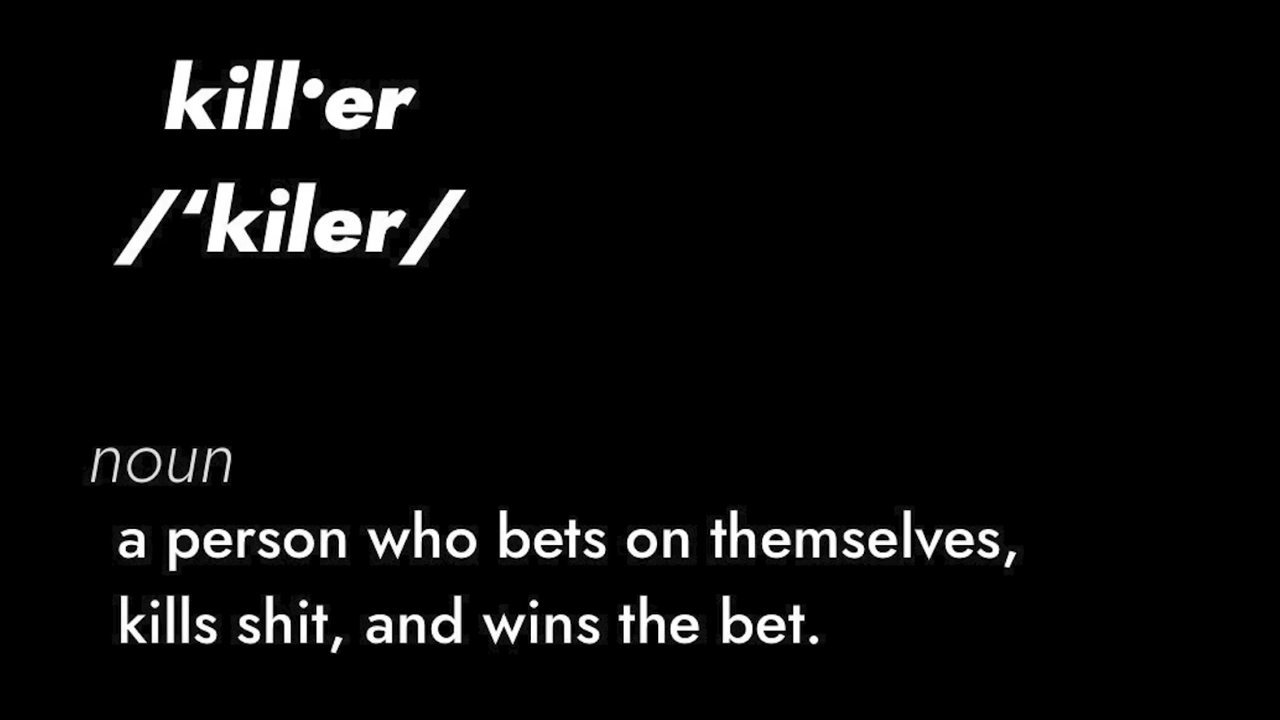 kill•er
/‘kiler/
noun
a person who bets on themselves,
kills shit, and wins the bet.